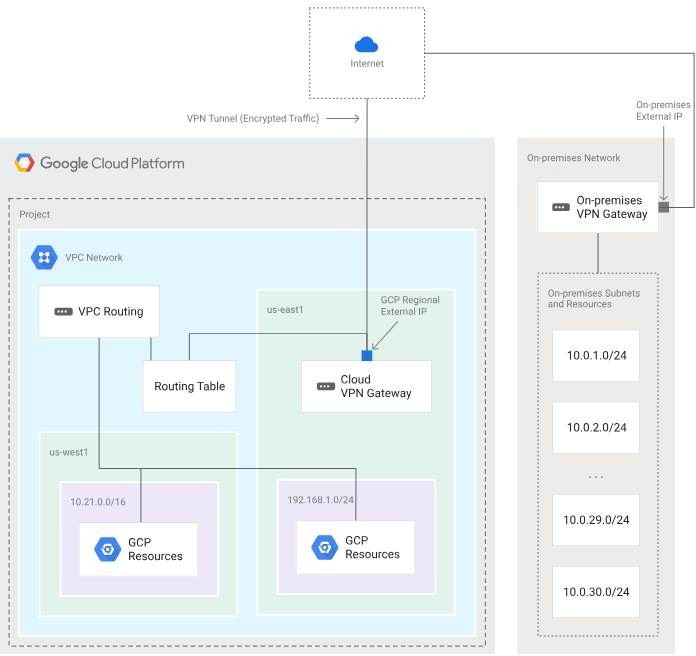 Internet
VPN Tunnel (Encrypted Traffic)
On-premises
External IP
Google Cloud Platform
Project
VPC Network
VPC Routing
Routing Table
us-east1
GCP Regional
External IP
Cloud
VPN Gateway
us-west1
10.21.0.0/16
GCP
Resources
192.168.1.0/24
GCP
Resources
On-premises Network
On-premises
VPN Gateway
On-premises Subnets
and Resources
10.0.1.0/24
10.0.2.0/24
...
10.0.29.0/24
10.0.30.0/24